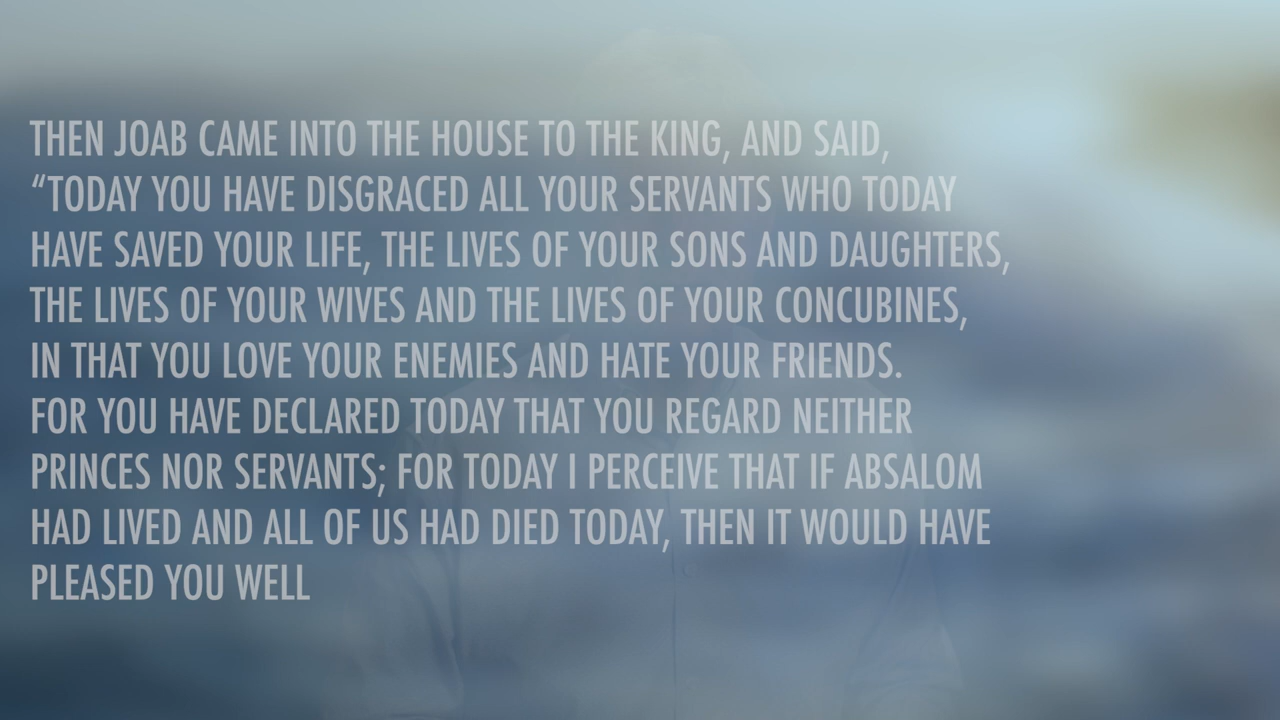 THEN JOAB CAME INTO THE HOUSE TO THE KING, AND SAID,
“TODAY YOU HAVE DISGRACED ALL YOUR SERVANTS WHO TODAY
HAVE SAVED YOUR LIFE, THE LIVES OF YOUR SONS AND DAUGHTERS,
THE LIVES OF YOUR WIVES AND THE LIVES OF YOUR CONCUBINES,
IN THAT YOU LOVE YOUR ENEMIES AND HATE YOUR FRIENDS.
FOR YOU HAVE DECLARED TODAY THAT YOU REGARD NEITHER
PRINCES NOR SERVANTS; FOR TODAY I PERCEIVE THAT IF ABSALOM
HAD LIVED AND ALL OF US HAD DIED TODAY, THEN IT WOULD HAVE
PLEASED YOU WELL